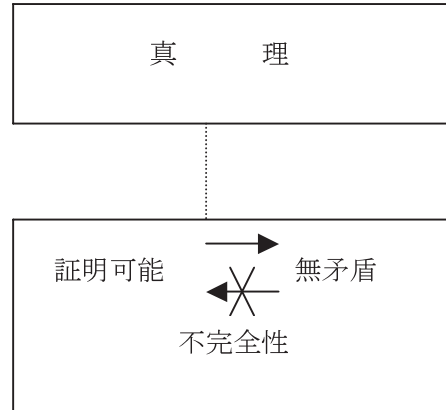 真 理
証明可能 無矛盾
不完全性